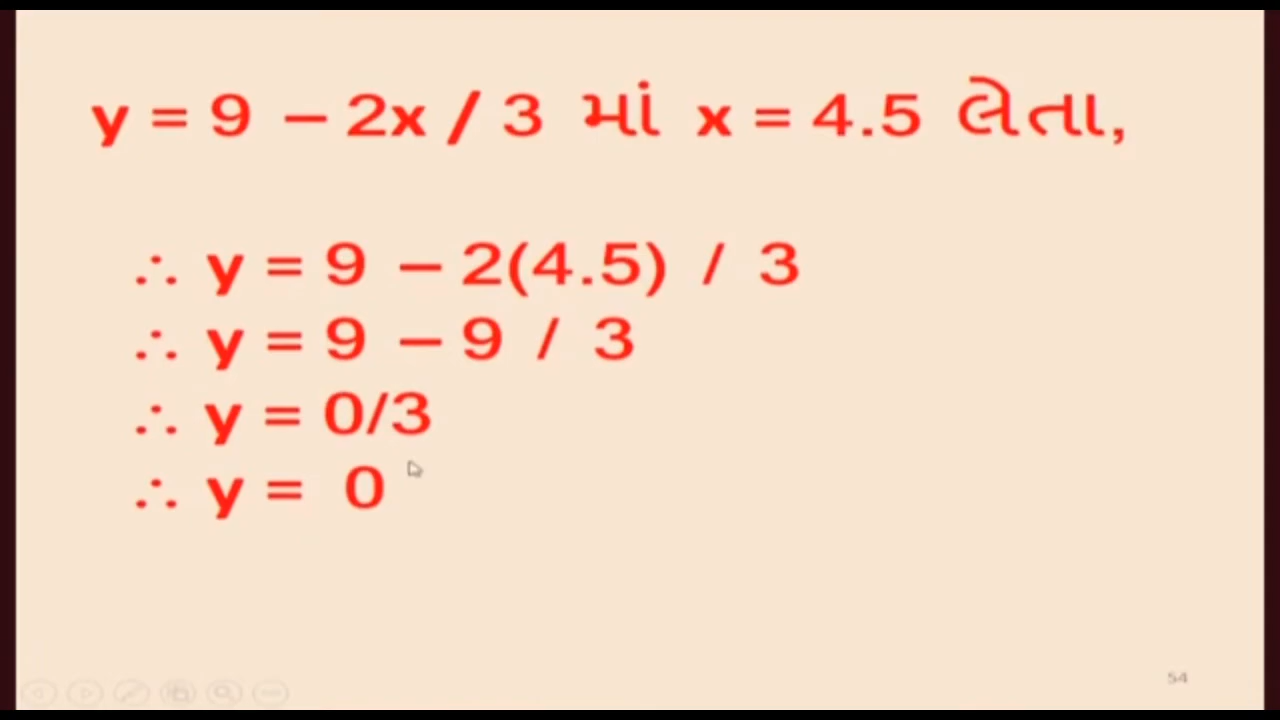 y = 9 – 2x / 3 માં x = 4.5 લેતા,
∴ y = 9 – 2(4.5) / 3
∴ y = 9 – 9 / 3
∴ y = 0/3
∴ y = 0
54